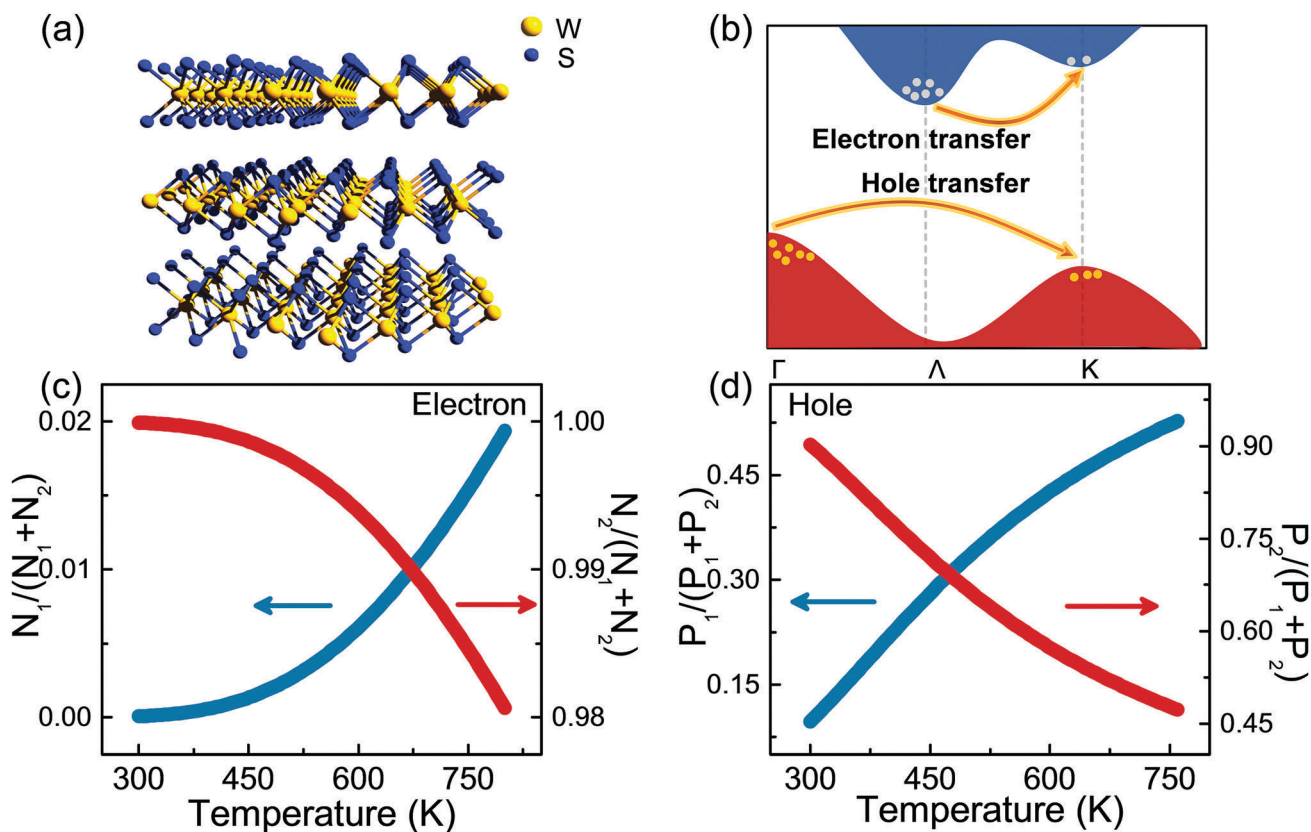 (a)
W
S
(b)
Electron transfer
Hole transfer
Γ
Λ
K
(c)
Electron
N₁/(N₁+N₂)
0.02
0.01
0.00
1.00
0.99
0.98
N₂/(N₁+N₂)
300
450
600
750
Temperature (K)
(d)
Hole
P₁/(P₁+P₂)
0.45
0.30
0.15
0.90
0.75
0.60
0.45
P₂/(P₁+P₂)
300
450
600
750
Temperature (K)